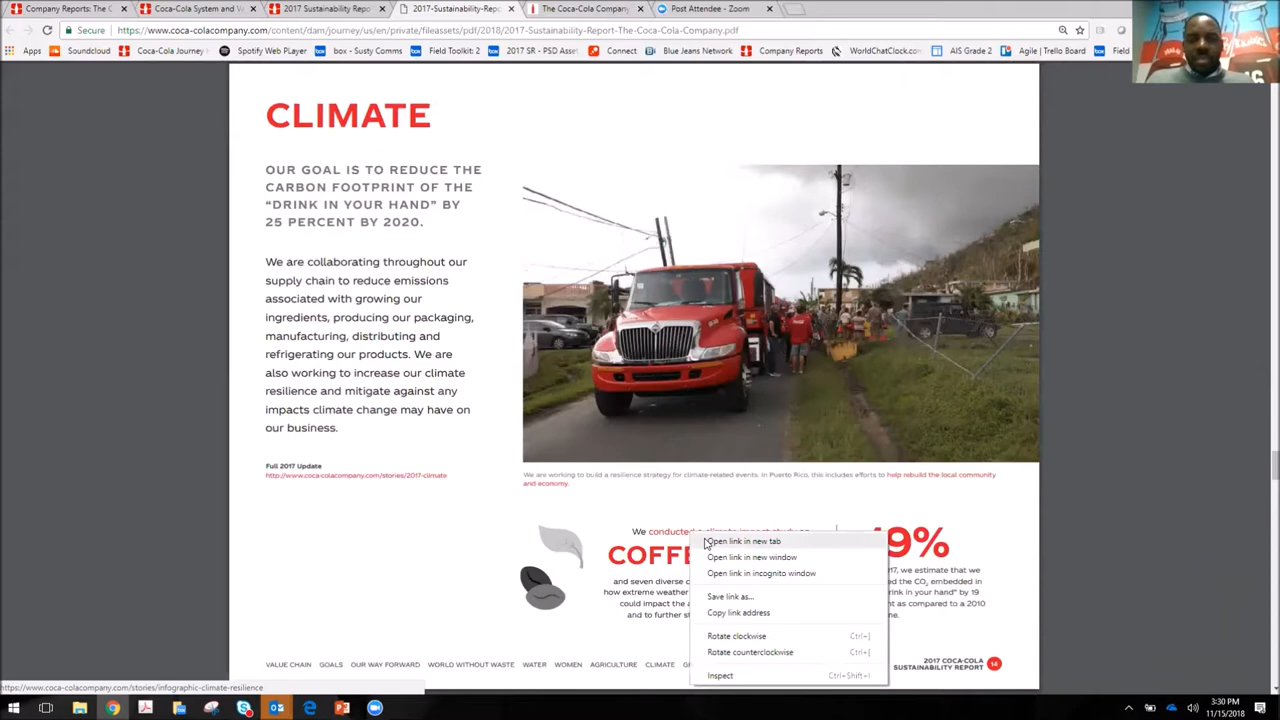 Company Reports: The C
Coca-Cola System and V
2017 Sustainability Repo
2017-Sustainability-Repo
The Coca-Cola Company
Post Attendee - Zoom
Secure
https://www.coca-colacompany.com/content/dam/journey/us/en/private/fileassets/pdf/2018/2017-Sustainability-Report-The-Coca-Cola-Company.pdf
Apps
Soundcloud
Coca-Cola Journey
Spotify Web PLayer
box - Susty Comms
Field Toolkit 2
2017 SR - PSD Asset
Connect
Blue Jeans Network
Company Reports
WorldChatClock.com
AIS Grade 2
Agile | Trello Board
Field
CLIMATE
OUR GOAL IS TO REDUCE THE
CARBON FOOTPRINT OF THE
“DRINK IN YOUR HAND” BY
25 PERCENT BY 2020.
We are collaborating throughout our
supply chain to reduce emissions
associated with growing our
ingredients, producing our packaging,
manufacturing, distributing and
refrigerating our products. We are
also working to increase our climate
resilience and mitigate against any
impacts climate change may have on
our business.
Full 2017 Update
http://www.coca-colacompany.com/stories/2017-climate
We are working to build a resilience strategy for climate-related events. In Puerto Rico, this includes efforts to help rebuild the local community
and economy.
We conducted a climate impact study on
COFFE
and seven diverse c
how extreme weather
could impact the a
and to further s
Open link in new tab
Open link in new window
Open link in incognito window
Save link as...
Copy link address
Rotate clockwise Ctrl+]
Rotate counterclockwise Ctrl+[
Inspect Ctrl+Shift+I
9%
017, we estimate that we
ed the CO2 embedded in
rink in your hand” by 19
nt as compared to a 2010
ne.
VALUE CHAIN
GOALS
OUR WAY FORWARD
WORLD WITHOUT WASTE
WATER
WOMEN
AGRICULTURE
CLIMATE
2017 COCA-COLA
SUSTAINABILITY REPORT
14
https://www.coca-colacompany.com/stories/infographic-climate-resilience
3:30 PM
11/15/2018